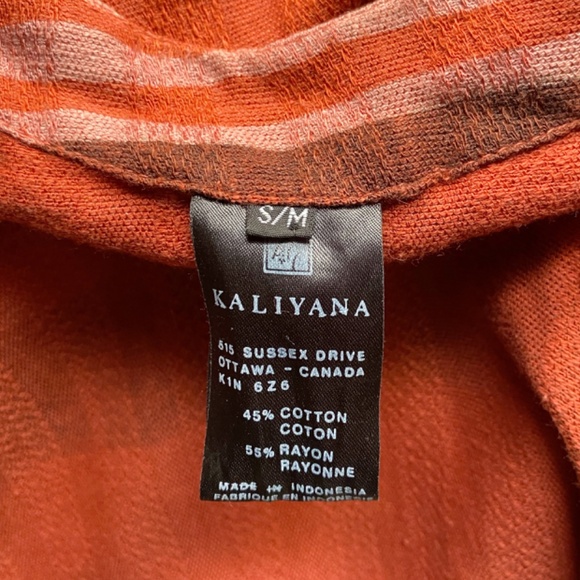 S/M
KALIYANA
515 SUSSEX DRIVE
OTTAWA - CANADA
K1N 6Z6
45% COTTON
COTON
55% RAYON
RAYONNE
MADE IN INDONESIA
FABRIQUE EN INDONESIE